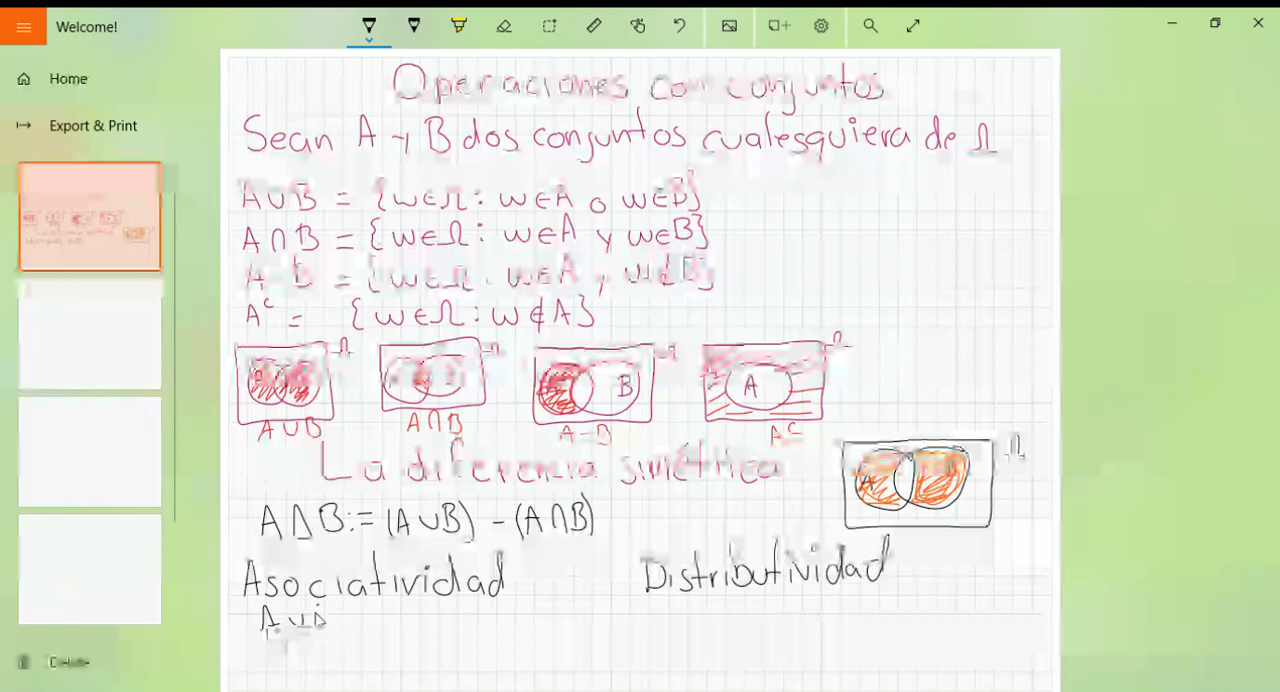 Welcome!
Home
Export & Print
Operaciones con conjuntos
Sean A y B dos conjuntos cualesquiera de Ω
A∪B = {w∈Ω: w∈A o w∈B}
A∩B = {w∈Ω: w∈A y w∈B}
A-B = {w∈Ω: w∈A y w∉B}
Aᶜ = {w∈Ω: w∉A}
Ω Ω Ω Ω
B A
A∪B A∩B A-B Aᶜ
La diferencia simétrica
Ω
A
A△B:=(A∪B) - (A∩B)
Asociatividad Distributividad
A∪B
Delete